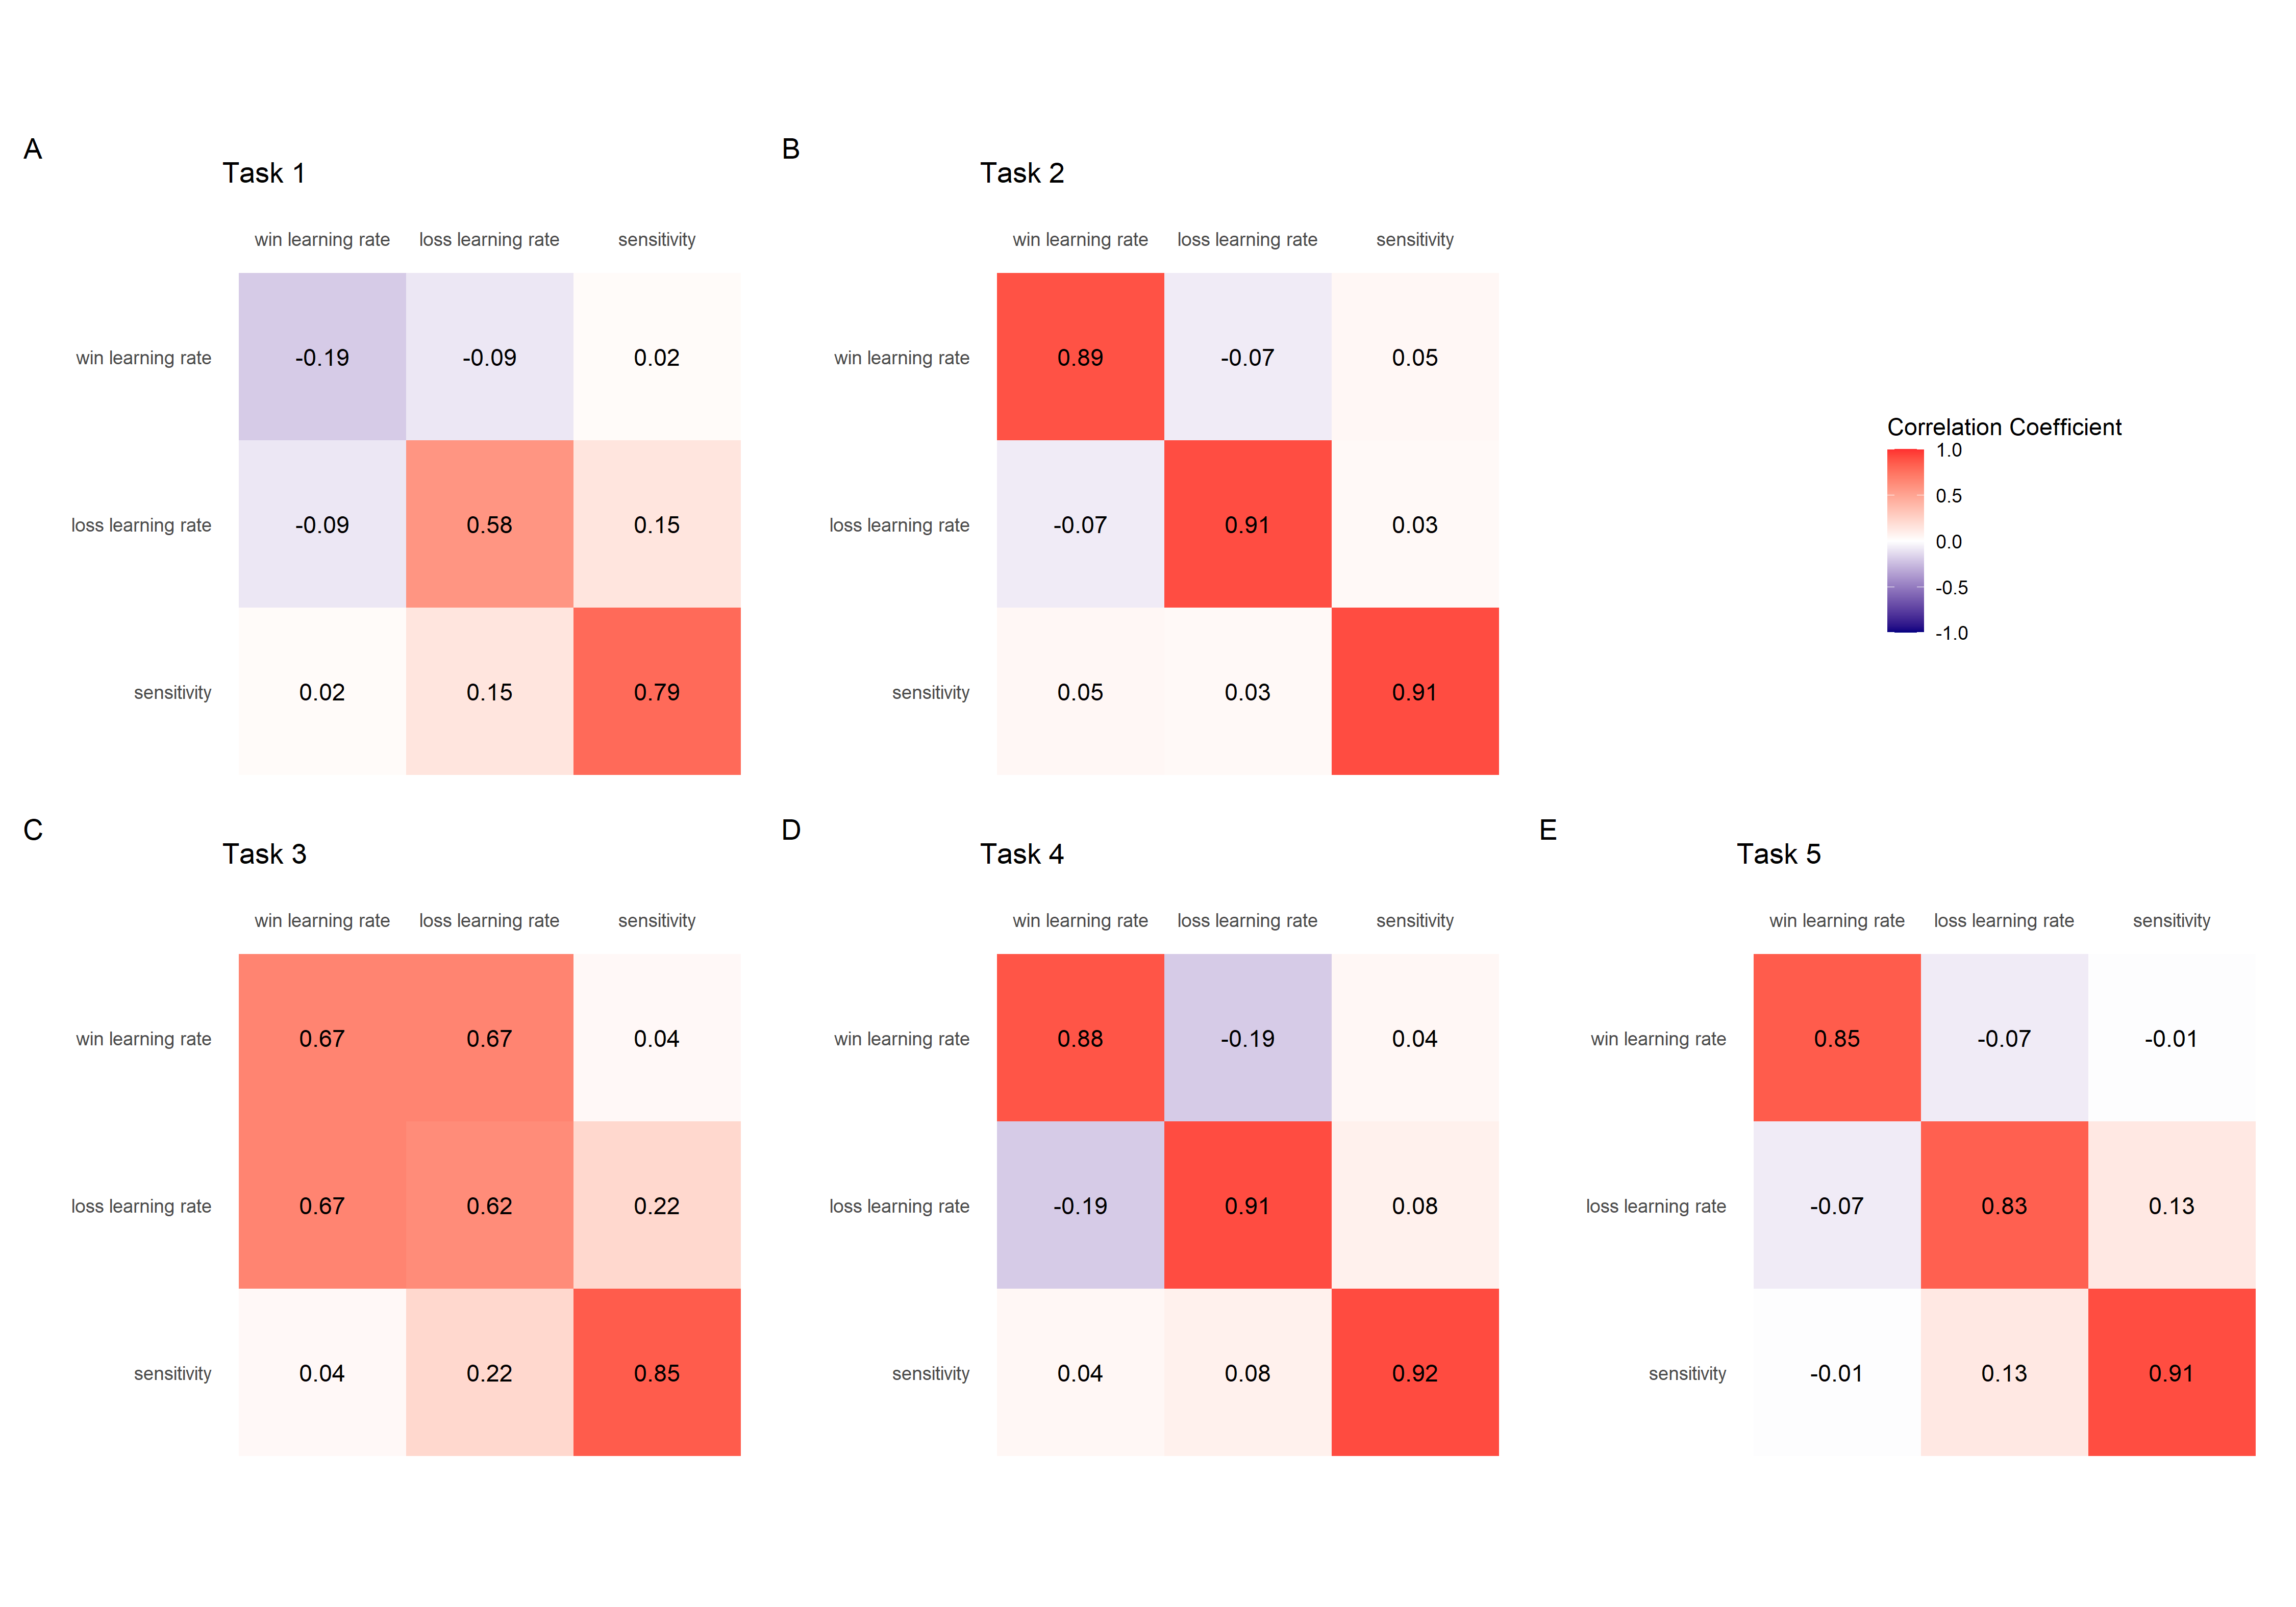 A
Task 1
win learning rate loss learning rate sensitivity
win learning rate -0.19 -0.09 0.02
loss learning rate -0.09 0.58 0.15
sensitivity 0.02 0.15 0.79
B
Task 2
win learning rate loss learning rate sensitivity
win learning rate 0.89 -0.07 0.05
loss learning rate -0.07 0.91 0.03
sensitivity 0.05 0.03 0.91
Correlation Coefficient
1.0
0.5
0.0
-0.5
-1.0
C
Task 3
win learning rate loss learning rate sensitivity
win learning rate 0.67 0.67 0.04
loss learning rate 0.67 0.62 0.22
sensitivity 0.04 0.22 0.85
D
Task 4
win learning rate loss learning rate sensitivity
win learning rate 0.88 -0.19 0.04
loss learning rate -0.19 0.91 0.08
sensitivity 0.04 0.08 0.92
E
Task 5
win learning rate loss learning rate sensitivity
win learning rate 0.85 -0.07 -0.01
loss learning rate -0.07 0.83 0.13
sensitivity -0.01 0.13 0.91